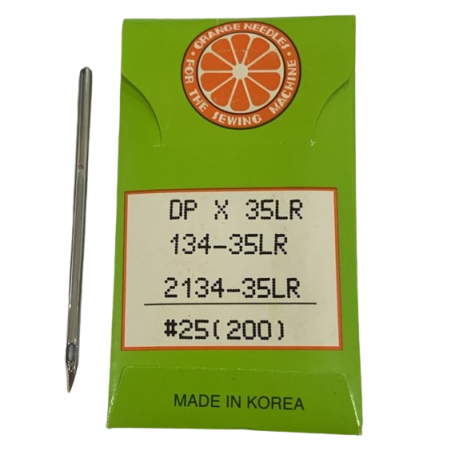 • ORANGE NEEDLES •
FOR THE SEWING MACHINE
DP X 35LR
134-35LR
2134-35LR
#25(200)
MADE IN KOREA